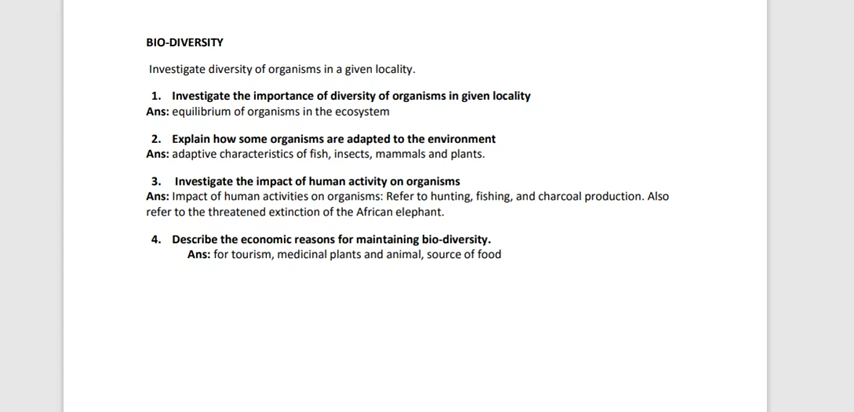 BIO-DIVERSITY
Investigate diversity of organisms in a given locality.
1. Investigate the importance of diversity of organisms in given locality
Ans: equilibrium of organisms in the ecosystem
2. Explain how some organisms are adapted to the environment
Ans: adaptive characteristics of fish, insects, mammals and plants.
3. Investigate the impact of human activity on organisms
Ans: Impact of human activities on organisms: Refer to hunting, fishing, and charcoal production. Also
refer to the threatened extinction of the African elephant.
4. Describe the economic reasons for maintaining bio-diversity.
Ans: for tourism, medicinal plants and animal, source of food